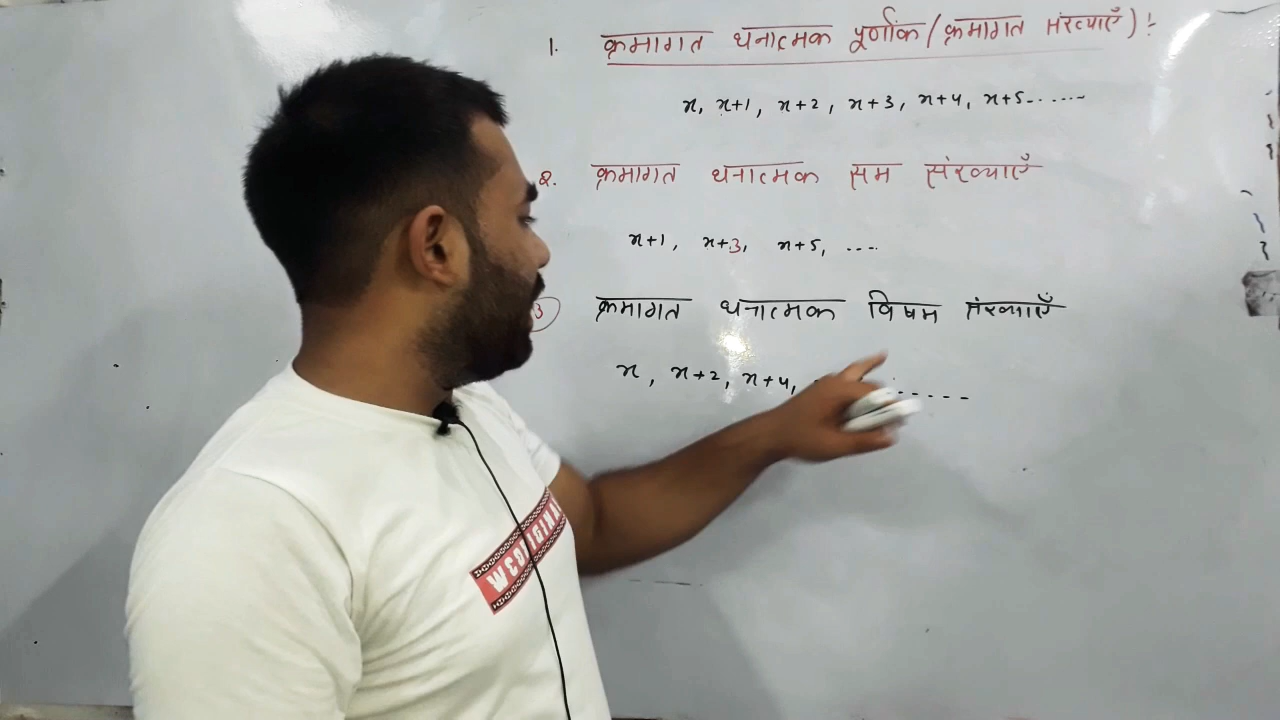 1. क्रमागत धनात्मक पूर्णांक / क्रमागत संख्याएँ ) :
x, x+1, x+2, x+3, x+4, x+5......
2. क्रमागत धनात्मक सम संख्याएँ
x+1, x+3, x+5, ....
3 क्रमागत धनात्मक विषम संख्याएँ
x, x+2, x+4, ......